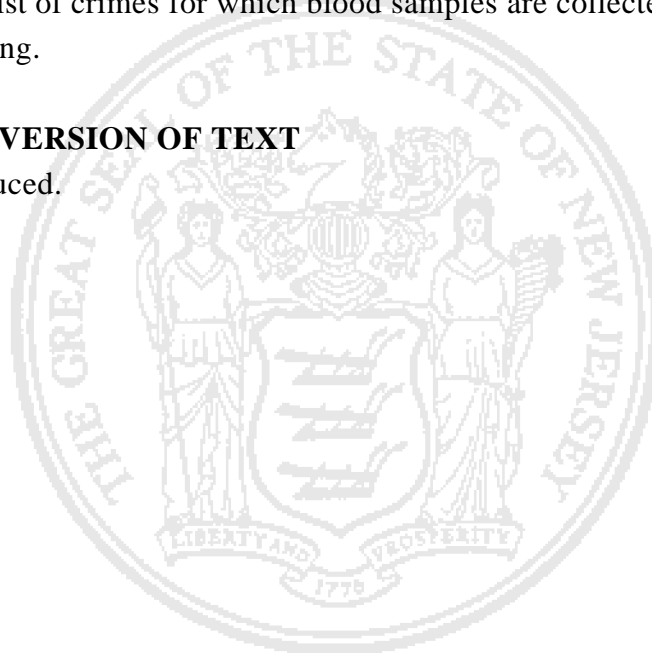 ist of crimes for which blood samples are collecte
ng.
VERSION OF TEXT
uced.
THE GREAT SEAL OF THE STATE OF NEW JERSEY
LIBERTY AND PROSPERITY
1776